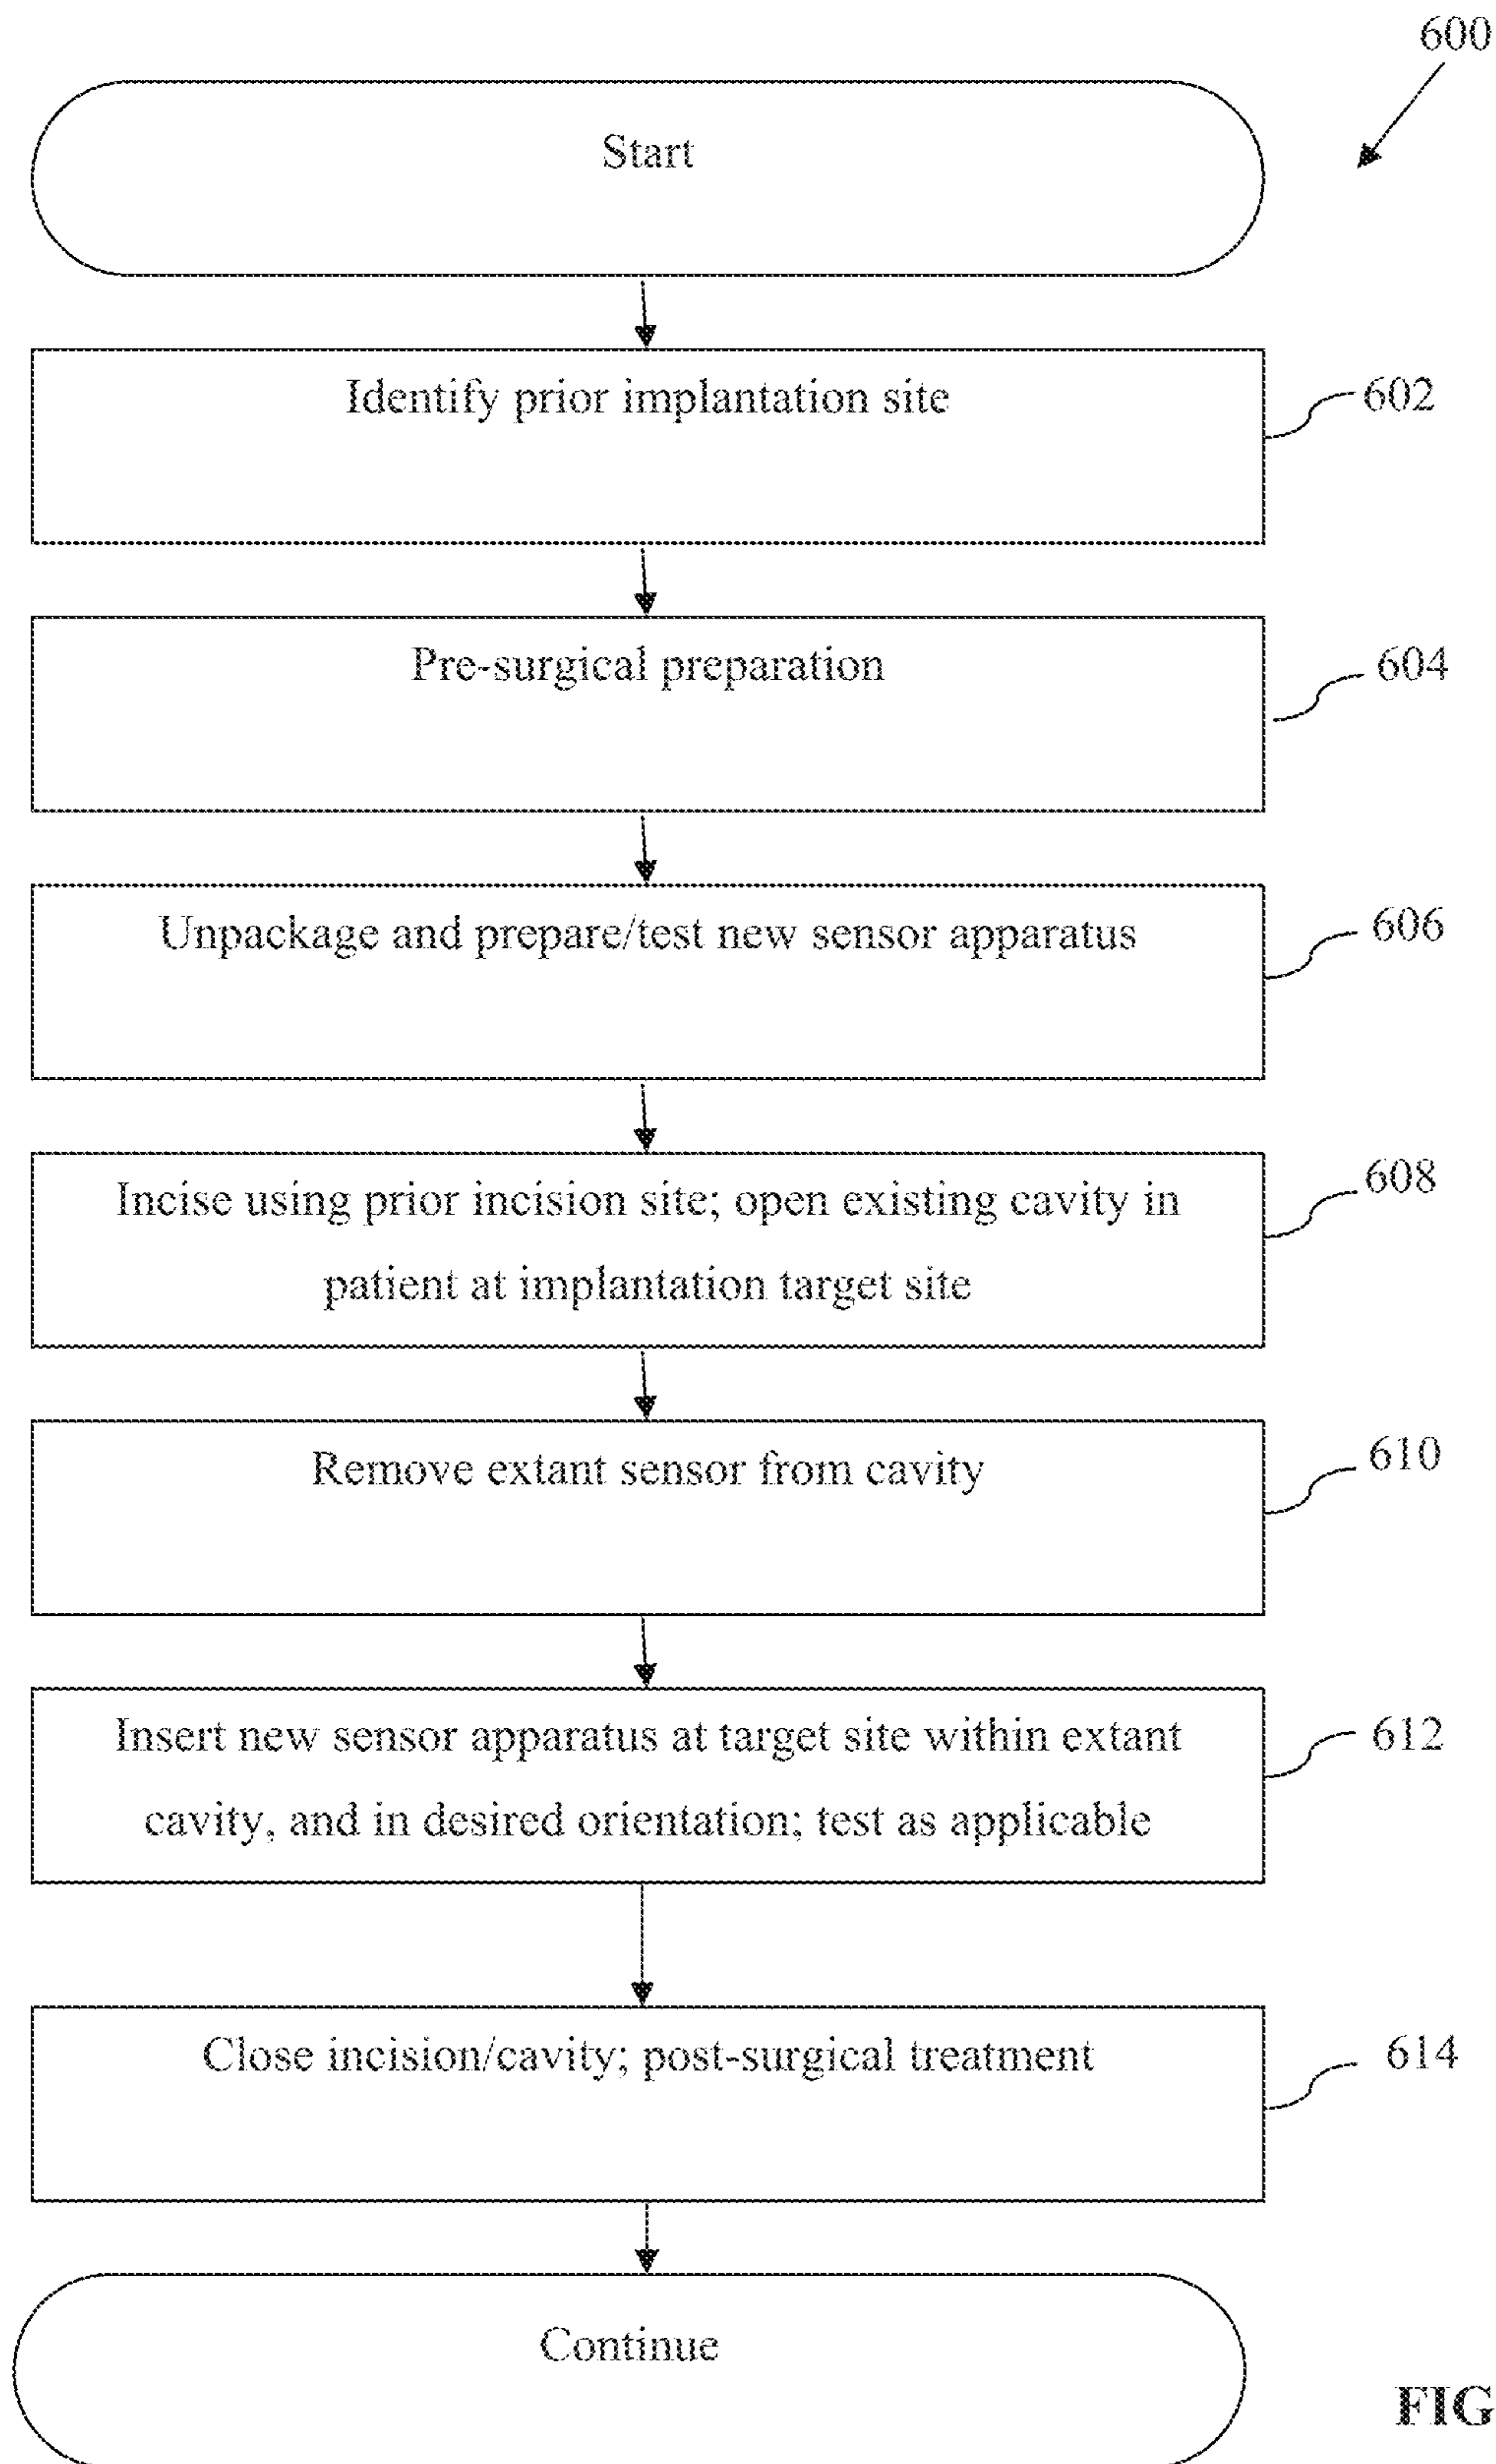 600
Start
Identify prior implantation site
602
Pre-surgical preparation
604
Unpackage and prepare/test new sensor apparatus
606
Incise using prior incision site; open existing cavity in
patient at implantation target site
608
Remove extant sensor from cavity
610
Insert new sensor apparatus at target site within extant
cavity, and in desired orientation; test as applicable
612
Close incision/cavity; post-surgical treatment
614
Continue
FIG